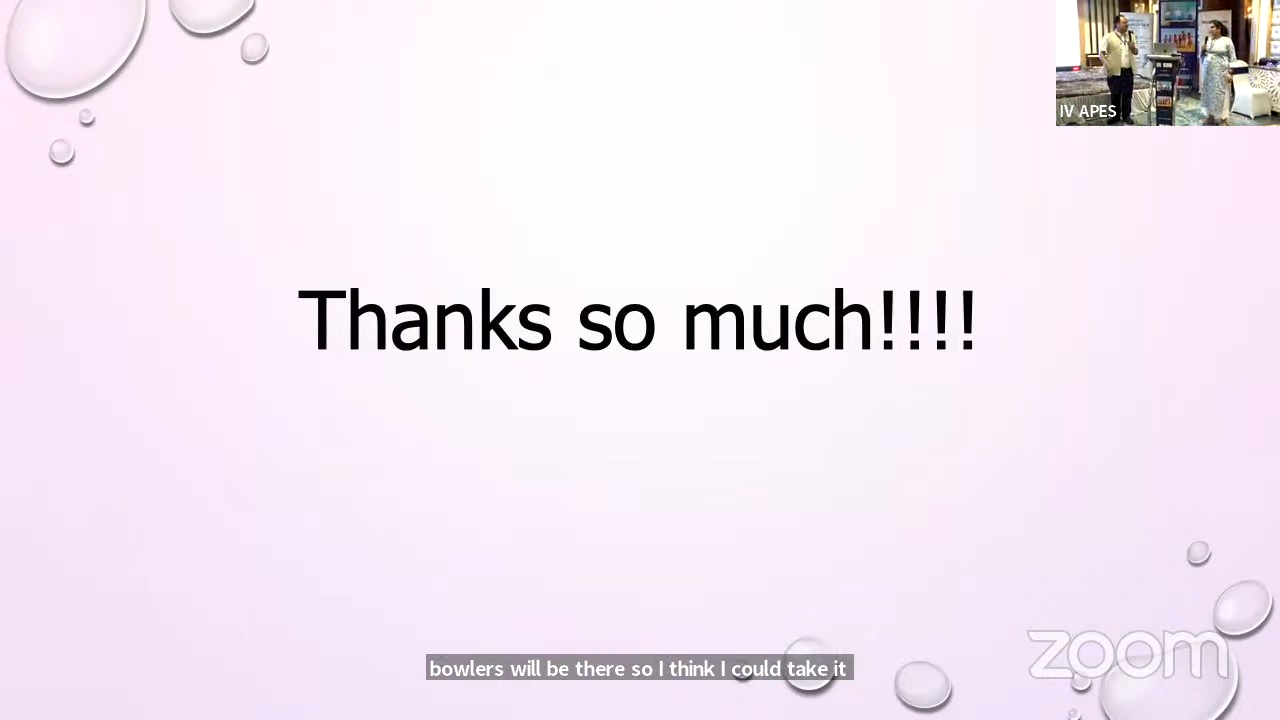 IV APES
Thanks so much!!!!
zoom
bowlers will be there so I think I could take it